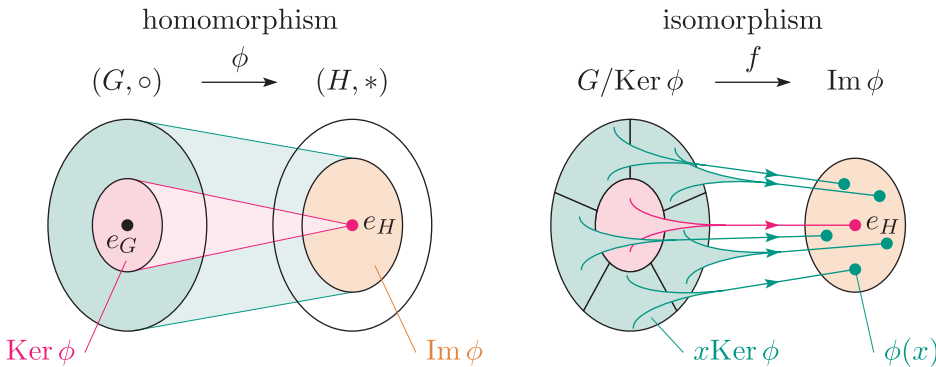 homomorphism
ϕ
(G, ∘) (H, ∗)
e_G
e_H
Ker ϕ
Im ϕ
isomorphism
f
G/Ker ϕ Im ϕ
e_H
xKer ϕ
ϕ(x)